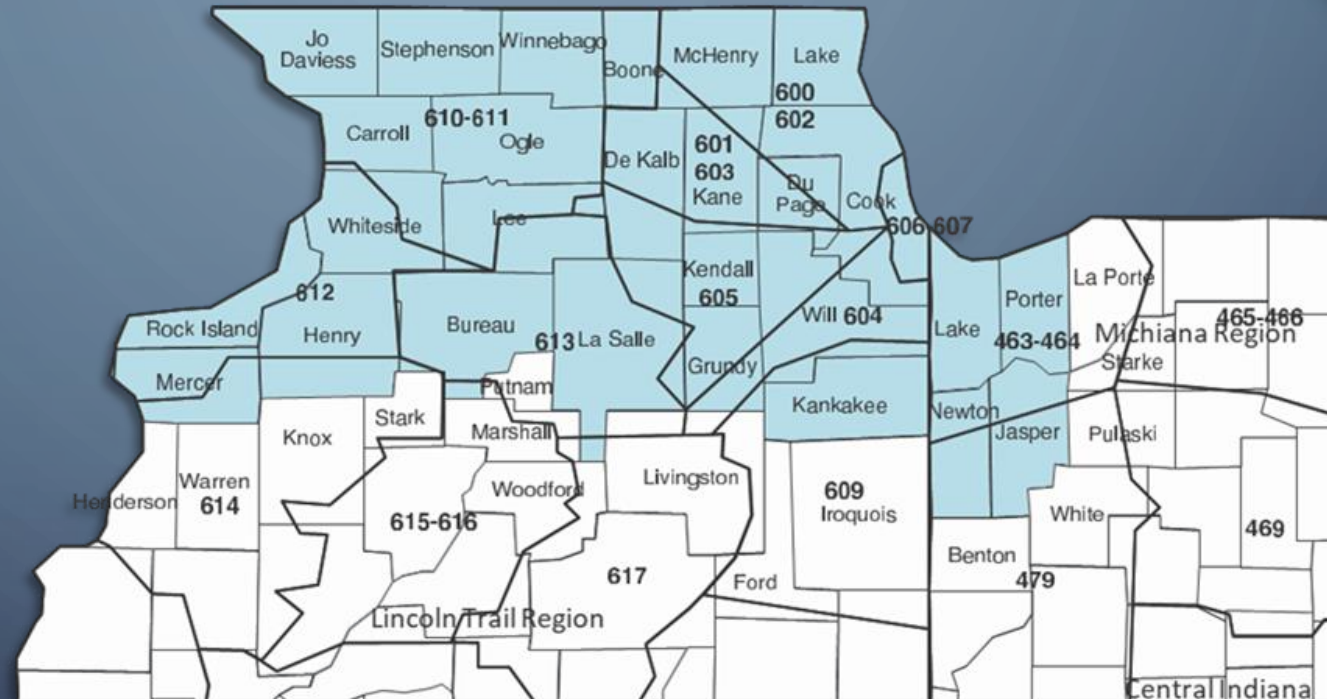 Jo
Daviess
Stephenson
Winnebago
Boone
McHenry
Lake
600
602
Carroll
610-611
Ogle
De Kalb
601
603
Kane
Du
Page
Cook
606-607
Whiteside
Lee
Kendall
605
La Porte
612
Porter
Rock Island
Henry
Bureau
613
La Salle
Will 604
Lake
463-464
Michiana Region
465-466
Mercer
Putnam
Grundy
Starke
Stark
Kankakee
Newton
Knox
Marshall
Jasper
Pulaski
Henderson
Warren
614
Woodford
Livingston
609
Iroquois
White
615-616
469
617
Ford
Benton
479
Lincoln Trail Region
Central Indiana